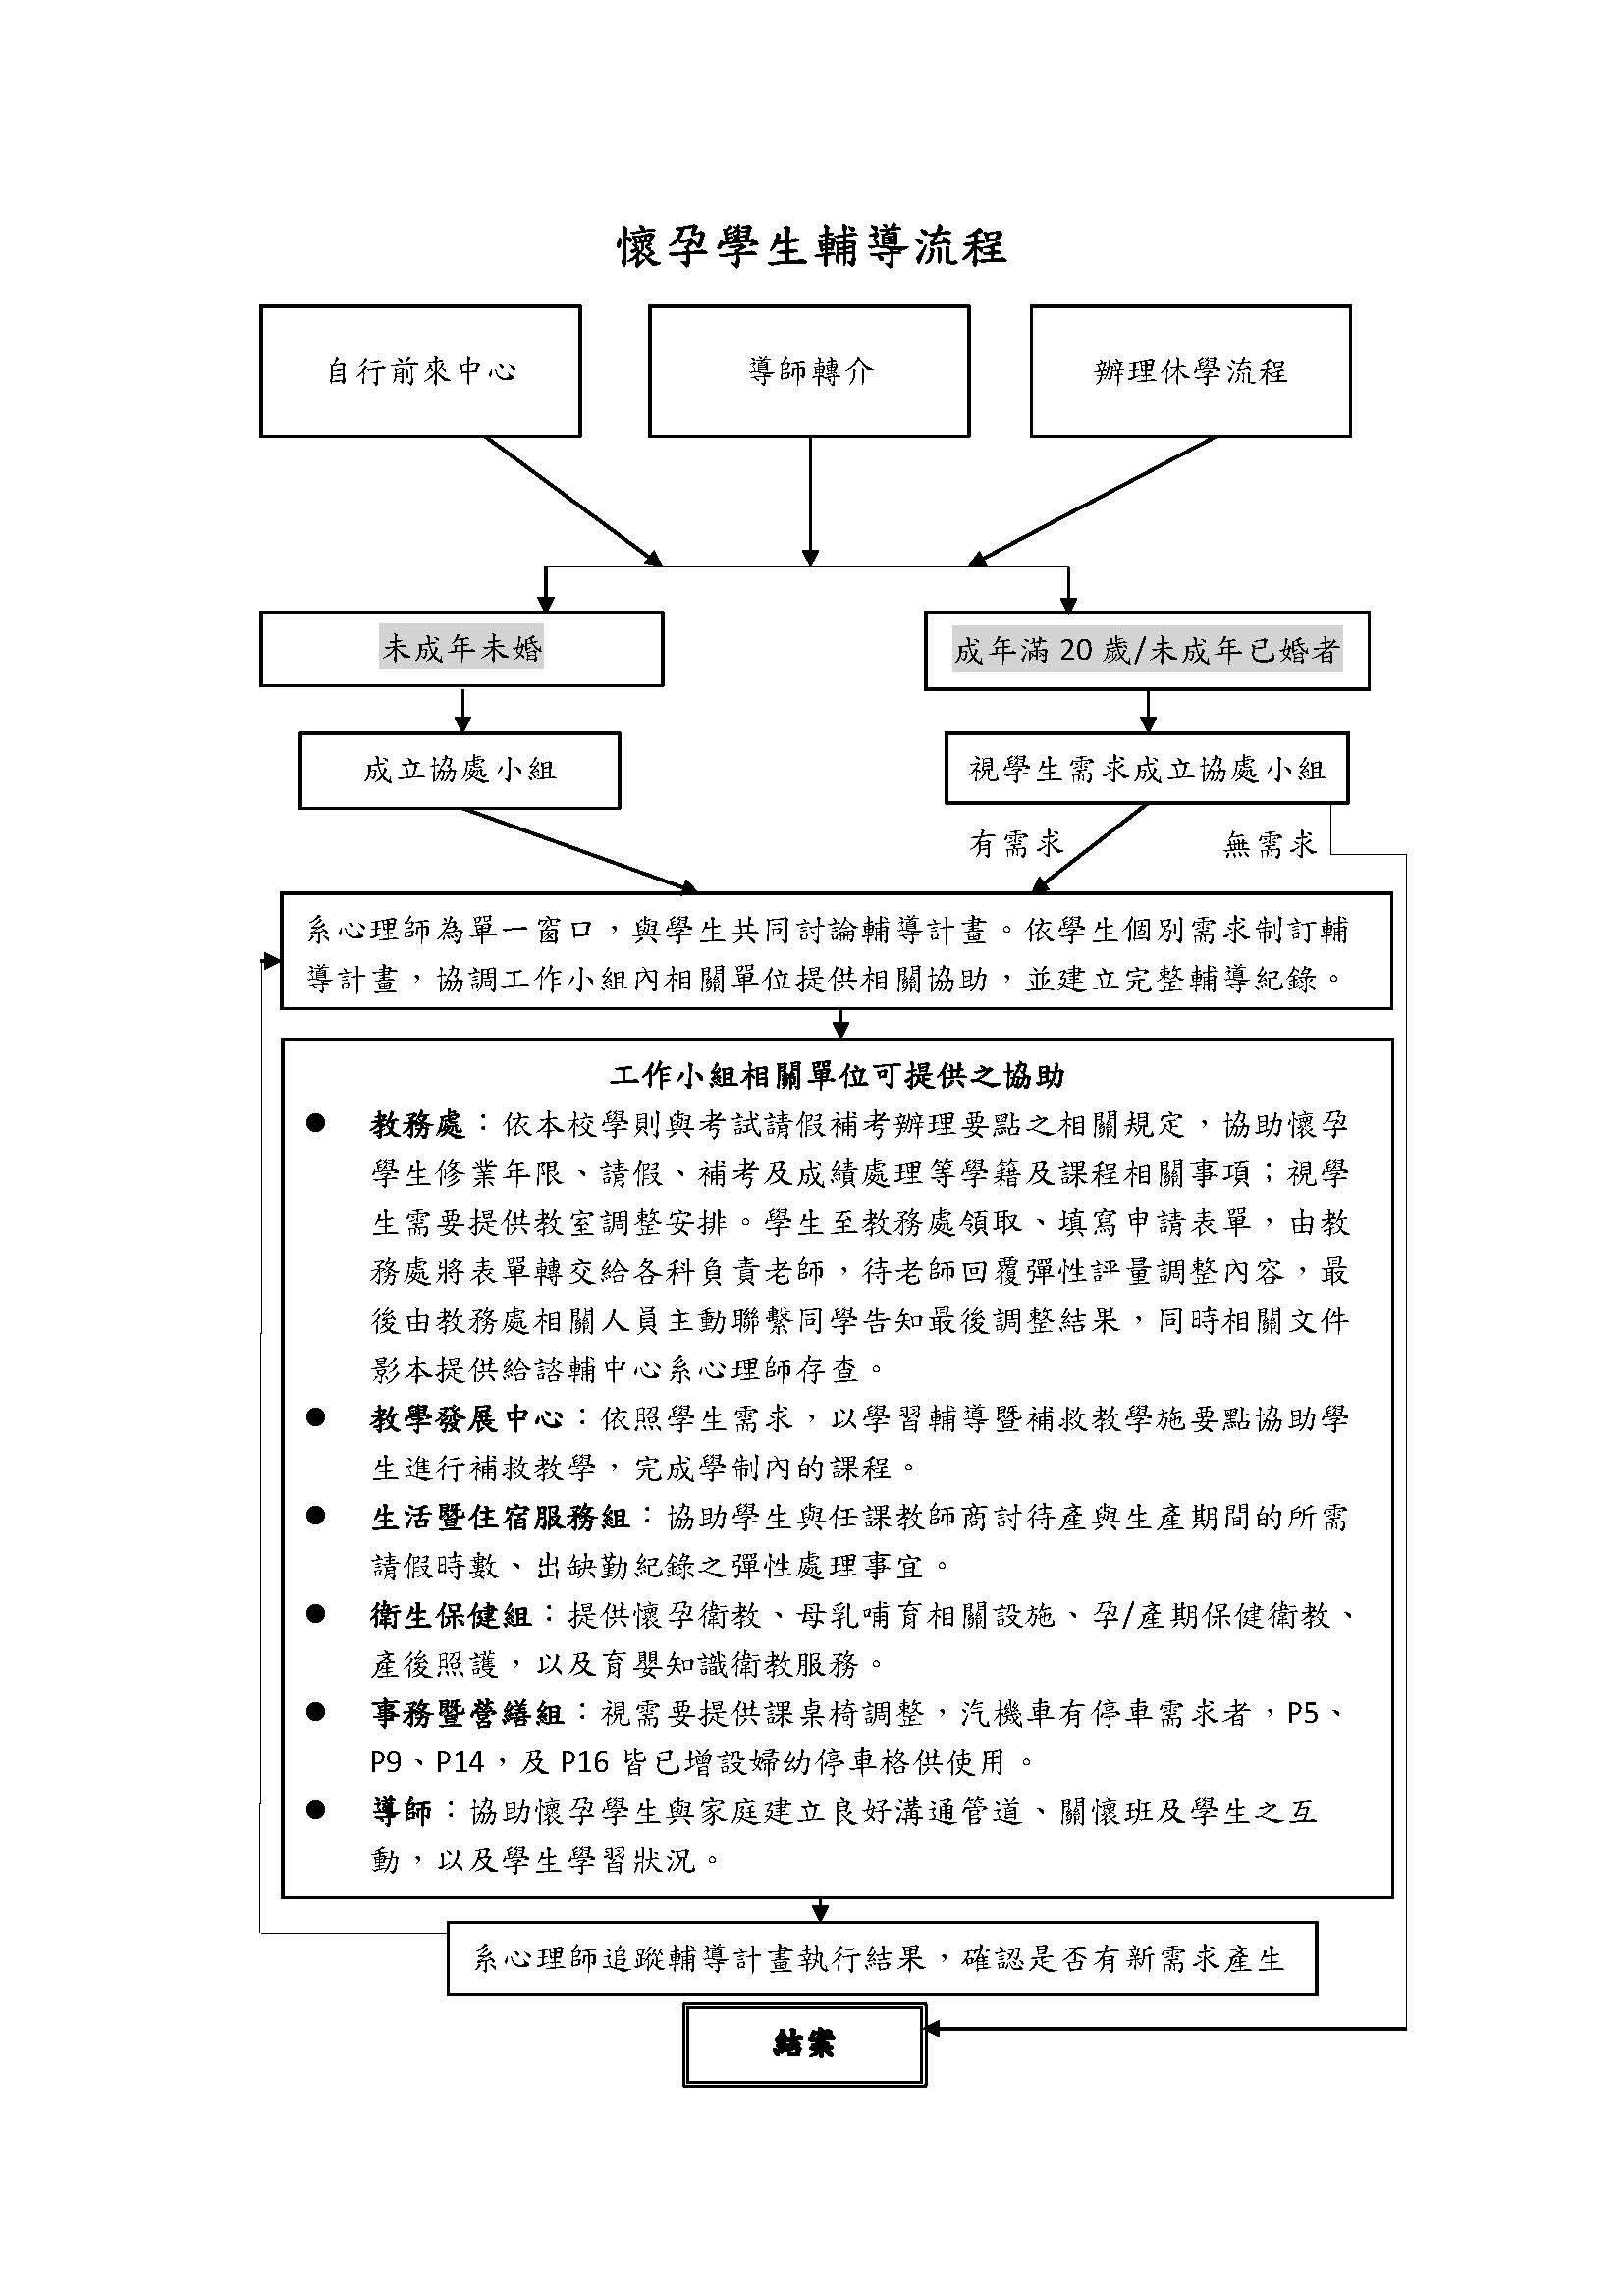 懷孕學生輔導流程
自行前來中心
導師轉介
辦理休學流程
未成年未婚
成年滿 20 歲/未成年已婚者
成立協處小組
視學生需求成立協處小組
有需求
無需求
系心理師為單一窗口，與學生共同討論輔導計畫。依學生個別需求制訂輔
導計畫，協調工作小組內相關單位提供相關協助，並建立完整輔導紀錄。
工作小組相關單位可提供之協助
● 教務處：依本校學則與考試請假補考辦理要點之相關規定，協助懷孕
學生修業年限、請假、補考及成績處理等學籍及課程相關事項；視學
生需要提供教室調整安排。學生至教務處領取、填寫申請表單，由教
務處將表單轉交給各科負責老師，待老師回覆彈性評量調整內容，最
後由教務處相關人員主動聯繫同學告知最後調整結果，同時相關文件
影本提供給諮輔中心系心理師存查。
● 教學發展中心：依照學生需求，以學習輔導暨補救教學施要點協助學
生進行補救教學，完成學制內的課程。
● 生活暨住宿服務組：協助學生與任課教師商討待產與生產期間的所需
請假時數、出缺勤紀錄之彈性處理事宜。
● 衛生保健組：提供懷孕衛教、母乳哺育相關設施、孕/產期保健衛教、
產後照護，以及育嬰知識衛教服務。
● 事務暨營繕組：視需要提供課桌椅調整，汽機車有停車需求者，P5、
P9、P14，及 P16 皆已增設婦幼停車格供使用。
● 導師：協助懷孕學生與家庭建立良好溝通管道、關懷班及學生之互
動，以及學生學習狀況。
系心理師追蹤輔導計畫執行結果，確認是否有新需求產生
結案